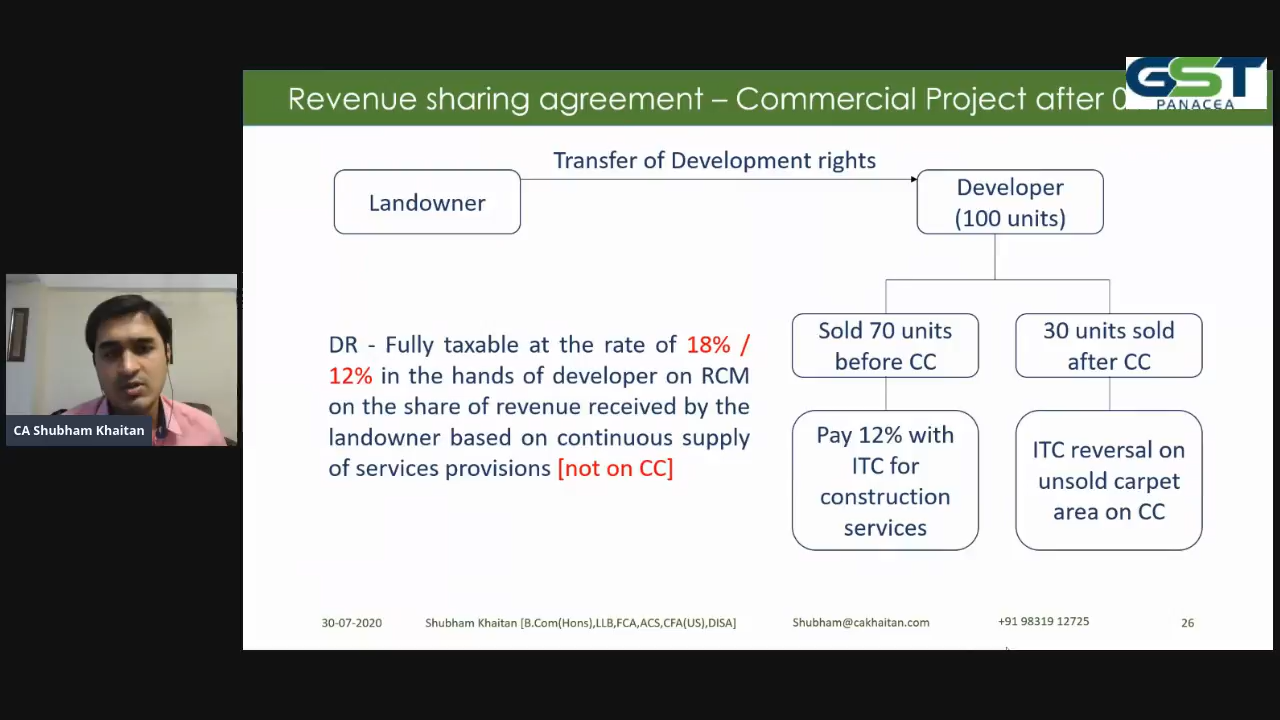 GST
PANACEA
Revenue sharing agreement – Commercial Project after
Transfer of Development rights
Landowner
Developer
(100 units)
Sold 70 units
before CC
30 units sold
after CC
DR - Fully taxable at the rate of 18% /
12% in the hands of developer on RCM
on the share of revenue received by the
landowner based on continuous supply
of services provisions [not on CC]
Pay 12% with
ITC for
construction
services
ITC reversal on
unsold carpet
area on CC
CA Shubham Khaitan
30-07-2020
Shubham Khaitan [B.Com(Hons),LLB,FCA,ACS,CFA(US),DISA]
Shubham@cakhaitan.com
+91 98319 12725
26